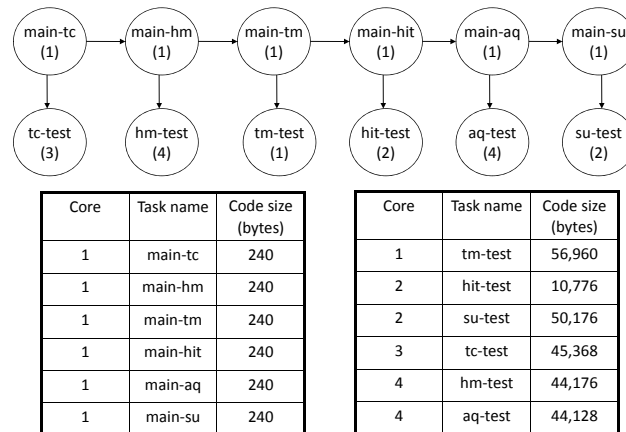 main-tc main-hm main-tm main-hit main-aq main-su
(1) (1) (1) (1) (1) (1)
tc-test hm-test tm-test hit-test aq-test su-test
(3) (4) (1) (2) (4) (2)
Core Task name Code size (bytes)
1 main-tc 240
1 main-hm 240
1 main-tm 240
1 main-hit 240
1 main-aq 240
1 main-su 240
Core Task name Code size (bytes)
1 tm-test 56,960
2 hit-test 10,776
2 su-test 50,176
3 tc-test 45,368
4 hm-test 44,176
4 aq-test 44,128